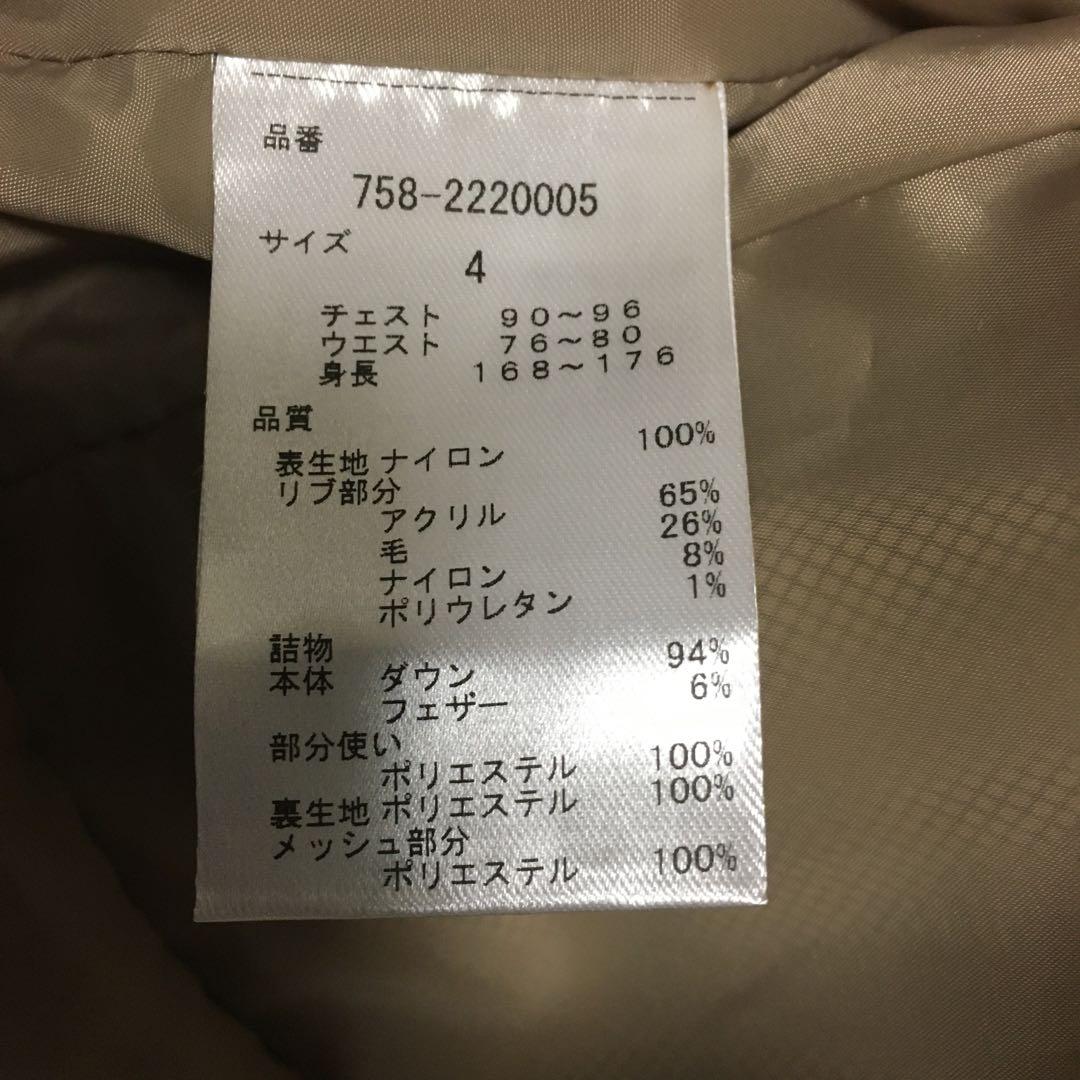 品番
758-2220005
サイズ
4
チェスト 90~96
ウエスト 76~80
身長 168~176
品質
表生地 ナイロン 100%
リブ部分
アクリル 65%
毛 26%
ナイロン 8%
ポリウレタン 1%
詰物
本体 ダウン 94%
フェザー 6%
部分使い
ポリエステル 100%
裏生地 ポリエステル 100%
メッシュ部分
ポリエステル 100%